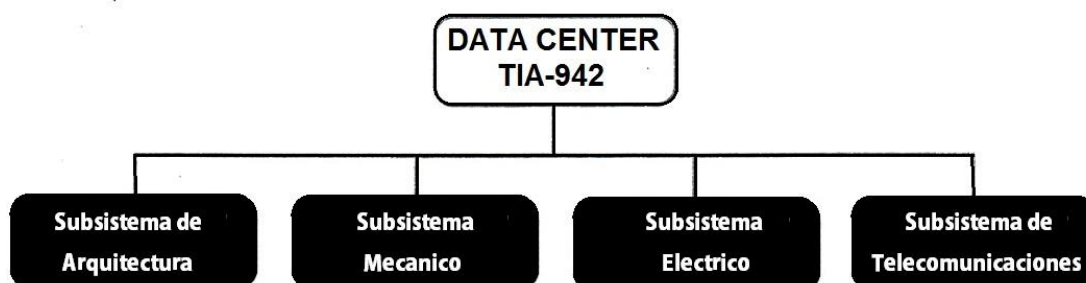 DATA CENTER
TIA-942
Subsistema de
Arquitectura
Subsistema
Mecanico
Subsistema
Electrico
Subsistema de
Telecomunicaciones